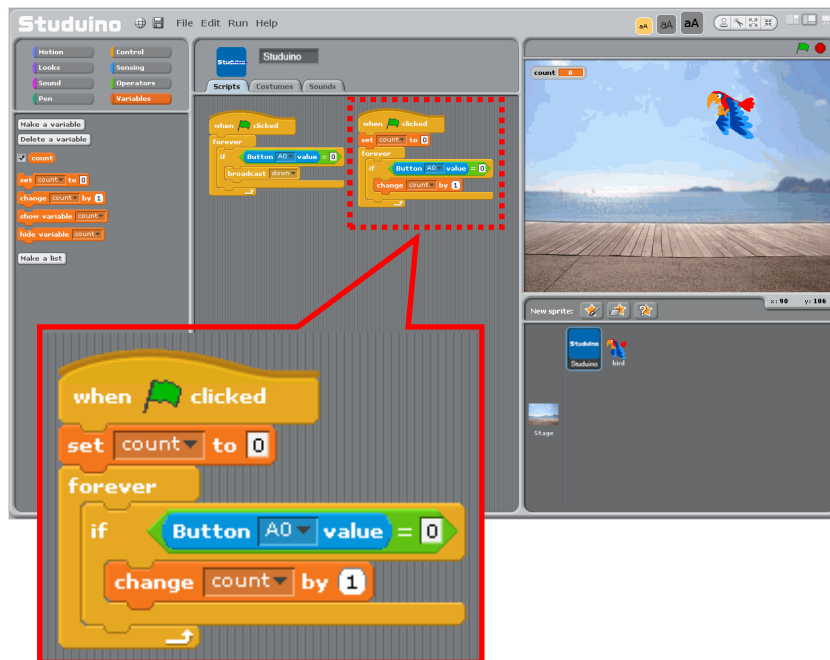 Studuino File Edit Run Help
aA aA aA
Motion Control
Looks Sensing
Sound Operators
Pen Variables
Make a variable
Delete a variable
count
set count to 0
change count by 1
show variable count
hide variable count
Make a list
Studuino
Studuino
Scripts Costumes Sounds
when clicked
forever
if Button A0 value = 0
broadcast down
when clicked
set count to 0
forever
if Button A0 value = 0
change count by 1
count 0
x: 90 y: 106
New sprite:
Studuino
Studuino
bird
Stage
when clicked
set count to 0
forever
if Button A0 value = 0
change count by 1